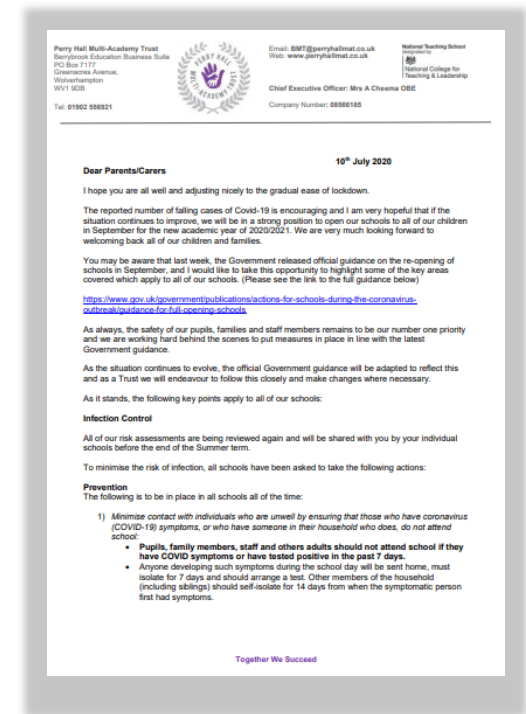 Perry Hall Multi-Academy Trust
Berrybrook Education Business Suite
PO Box 7177
Greenacres Avenue,
Wolverhampton
WV1 9DB
Tel: 01902 558921
PERRY HALL
MULTI-ACADEMY TRUST
Email: BMT@perryhallmat.co.uk
Web: www.perryhallmat.co.uk
Chief Executive Officer: Mrs A Cheema OBE
Company Number: 08566185
National Teaching School
designated by
National College for
Teaching & Leadership
10th July 2020
Dear Parents/Carers
I hope you are all well and adjusting nicely to the gradual ease of lockdown.
The reported number of falling cases of Covid-19 is encouraging and I am very hopeful that if the
situation continues to improve, we will be in a strong position to open our schools to all of our children
in September for the new academic year of 2020/2021. We are very much looking forward to
welcoming back all of our children and families.
You may be aware that last week, the Government released official guidance on the re-opening of
schools in September, and I would like to take this opportunity to highlight some of the key areas
covered which apply to all of our schools. (Please see the link to the full guidance below)
https://www.gov.uk/government/publications/actions-for-schools-during-the-coronavirus-
outbreak/guidance-for-full-opening-schools
As always, the safety of our pupils, families and staff members remains to be our number one priority
and we are working hard behind the scenes to put measures in place in line with the latest
Government guidance.
As the situation continues to evolve, the official Government guidance will be adapted to reflect this
and as a Trust we will endeavour to follow this closely and make changes where necessary.
As it stands, the following key points apply to all of our schools:
Infection Control
All of our risk assessments are being reviewed again and will be shared with you by your individual
schools before the end of the Summer term.
To minimise the risk of infection, all schools have been asked to take the following actions:
Prevention
The following is to be in place in all schools all of the time:
1) Minimise contact with individuals who are unwell by ensuring that those who have coronavirus
(COVID-19) symptoms, or who have someone in their household who does, do not attend
school:
• Pupils, family members, staff and others adults should not attend school if they
have COVID symptoms or have tested positive in the past 7 days.
• Anyone developing such symptoms during the school day will be sent home, must
isolate for 7 days and should arrange a test. Other members of the household
(including siblings) should self-isolate for 14 days from when the symptomatic person
first had symptoms.
Together We Succeed